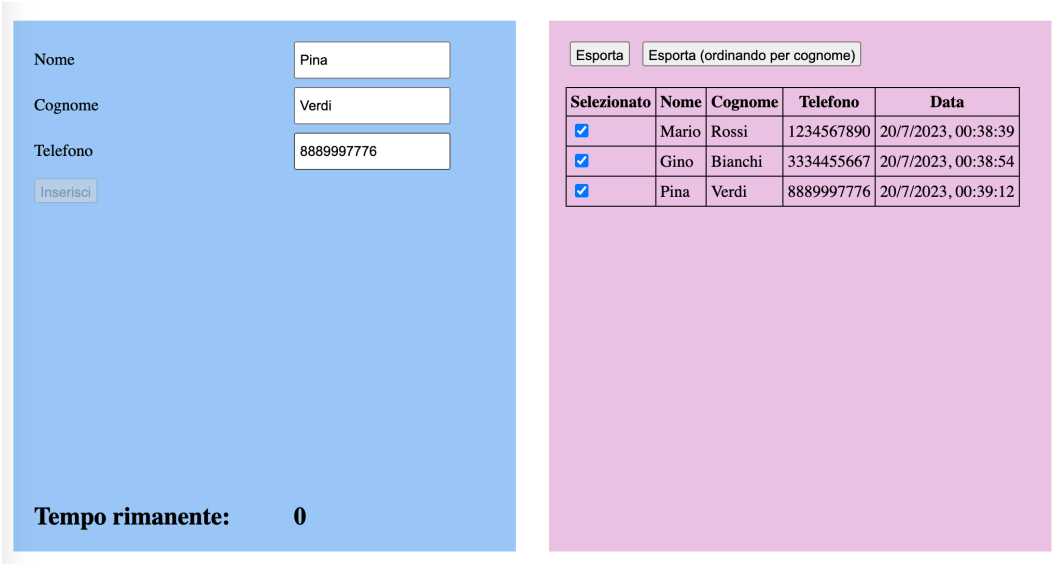 Nome Pina
Cognome Verdi
Telefono 8889997776
Inserisci
Tempo rimanente: 0
Esporta Esporta (ordinando per cognome)
Selezionato Nome Cognome Telefono Data
Mario Rossi 1234567890 20/7/2023, 00:38:39
Gino Bianchi 3334455667 20/7/2023, 00:38:54
Pina Verdi 8889997776 20/7/2023, 00:39:12